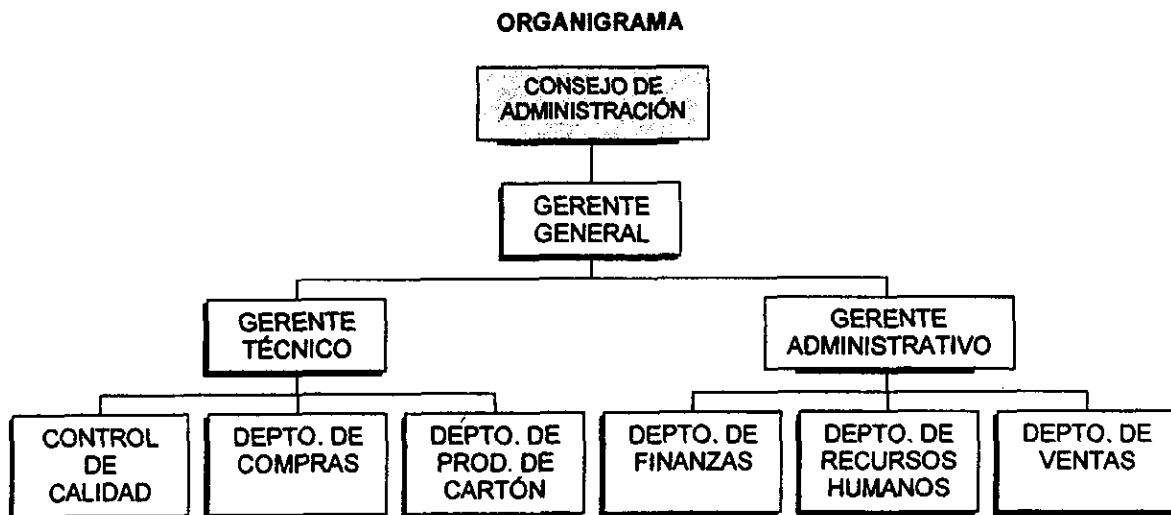 ORGANIGRAMA
CONSEJO DE
ADMINISTRACIÓN
GERENTE
GENERAL
GERENTE
TÉCNICO
GERENTE
ADMINISTRATIVO
CONTROL
DE
CALIDAD
DEPTO. DE
COMPRAS
DEPTO. DE
PROD. DE
CARTÓN
DEPTO. DE
FINANZAS
DEPTO. DE
RECURSOS
HUMANOS
DEPTO. DE
VENTAS